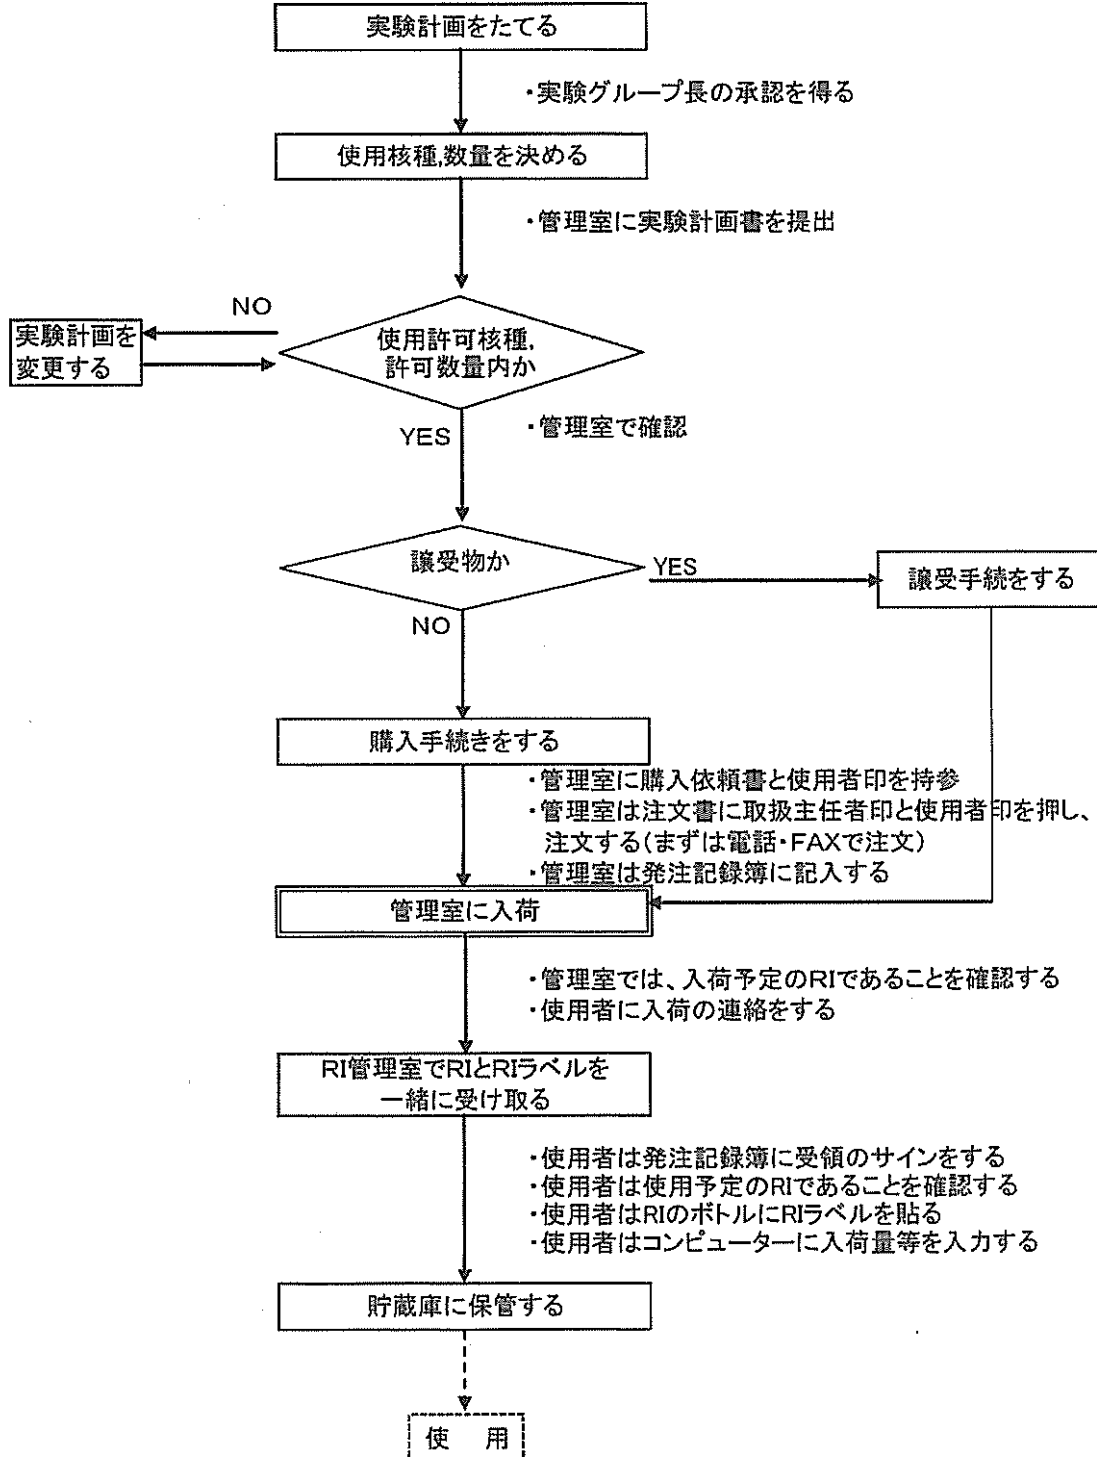 実験計画をたてる
・実験グループ長の承認を得る
使用核種,数量を決める
・管理室に実験計画書を提出
NO
実験計画を
変更する
使用許可核種,
許可数量内か
YES
・管理室で確認
譲受物か
YES
譲受手続をする
NO
購入手続きをする
・管理室に購入依頼書と使用者印を持参
・管理室は注文書に取扱主任者印と使用者印を押し、
注文する(まずは電話・FAXで注文)
・管理室は発注記録簿に記入する
管理室に入荷
・管理室では、入荷予定のRIであることを確認する
・使用者に入荷の連絡をする
RI管理室でRIとRIラベルを
一緒に受け取る
・使用者は発注記録簿に受領のサインをする
・使用者は使用予定のRIであることを確認する
・使用者はRIのボトルにRIラベルを貼る
・使用者はコンピューターに入荷量等を入力する
貯蔵庫に保管する
使 用